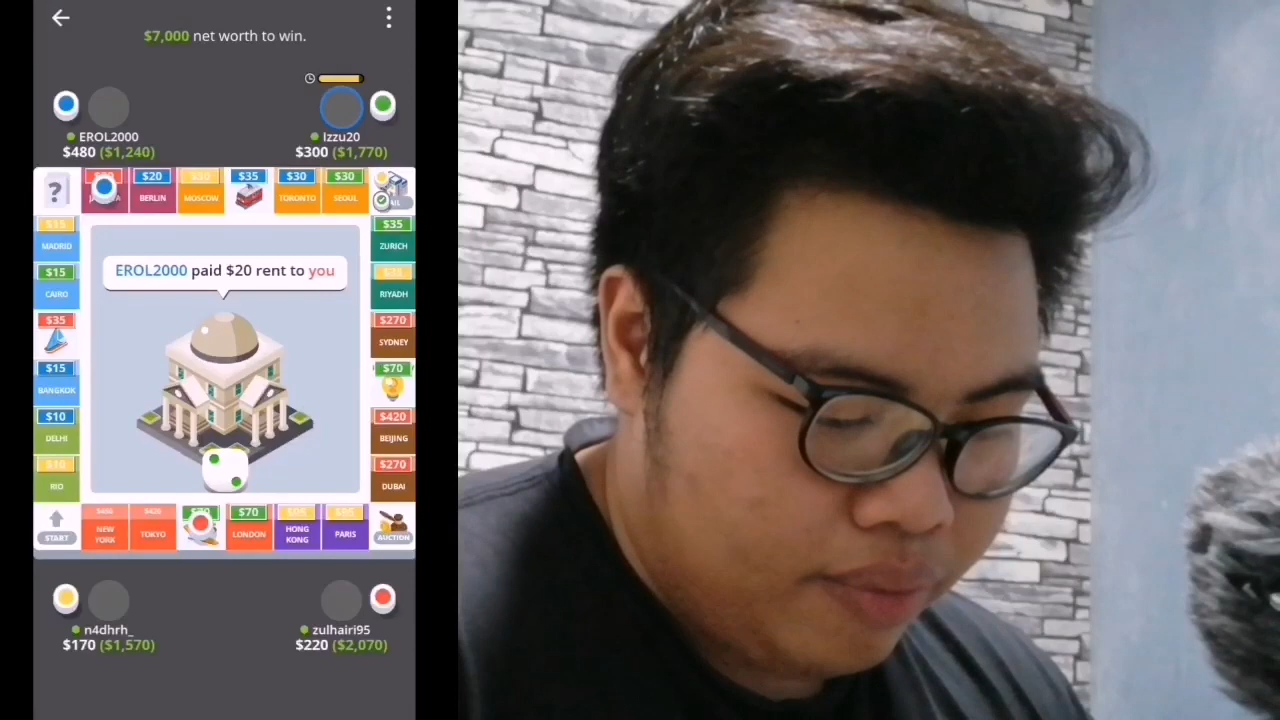 $7,000 net worth to win.
EROL2000
$480 ($1,240)
Izzu20
$300 ($1,770)
?
$20
BERLIN
MOSCOW
$35
$30
TORONTO
$30
SEOUL
$15
MADRID
$15
CAIRO
$35
$15
BANGKOK
$10
DELHI
$10
RIO
$35
ZURICH
RIYADH
$270
SYDNEY
$70
$420
BEIJING
$270
DUBAI
EROL2000 paid $20 rent to you
START
NEW YORK
$420
TOKYO
$70
LONDON
HONG KONG
PARIS
AUCTION
n4dhrh_
$170 ($1,570)
zulhairi95
$220 ($2,070)